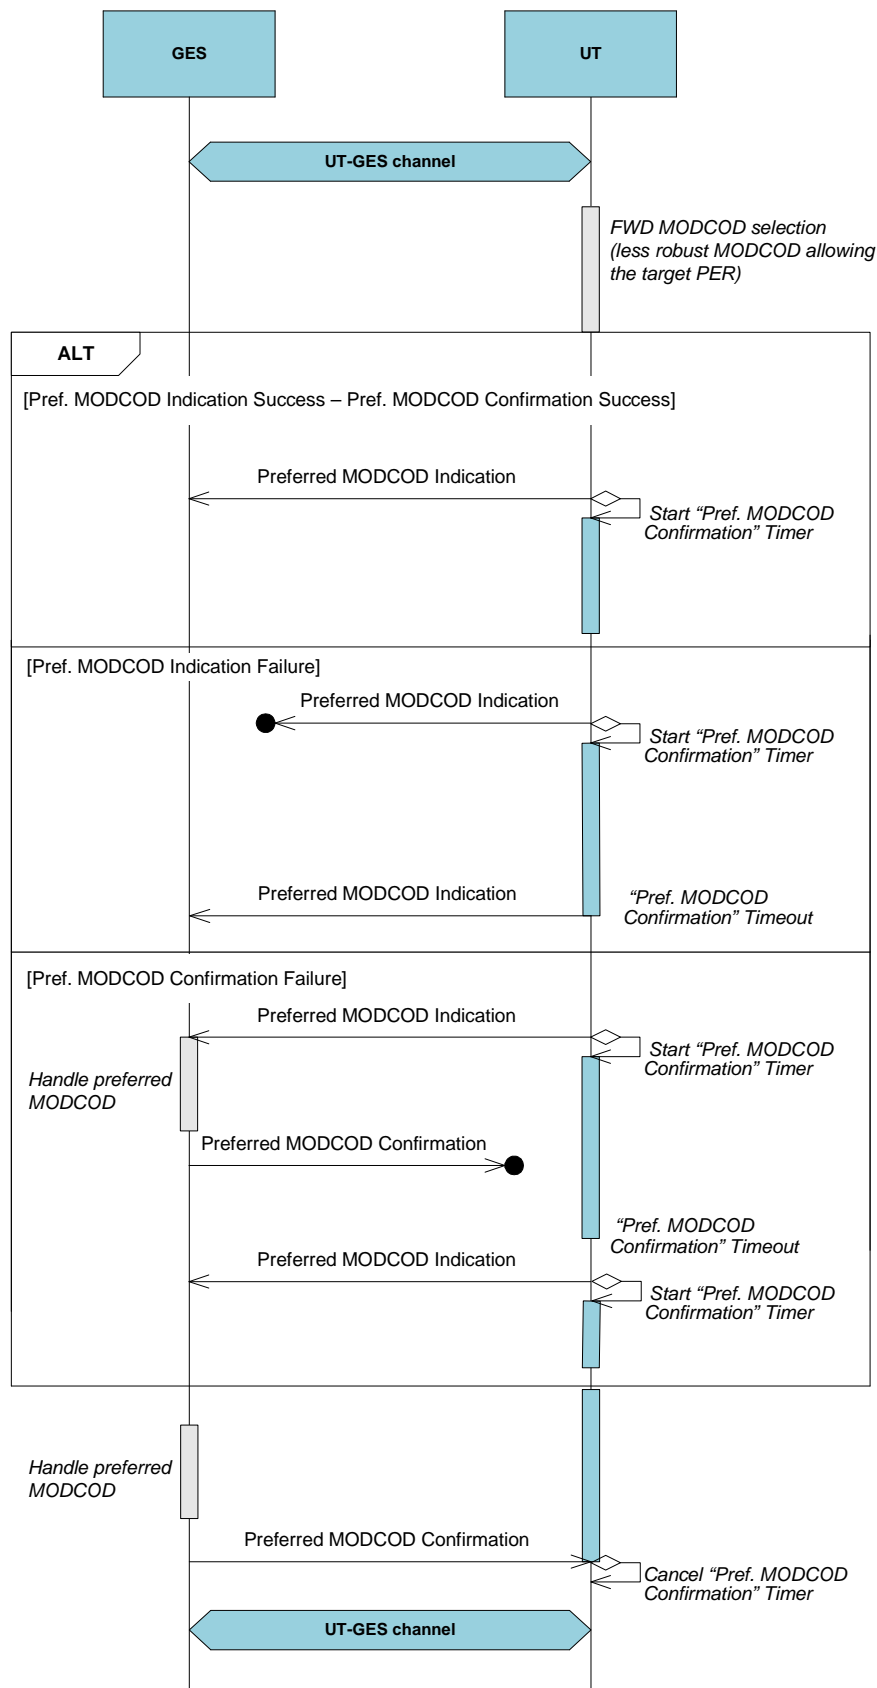 GES
UT
UT-GES channel
FWD MODCOD selection
(less robust MODCOD allowing
the target PER)
ALT
[Pref. MODCOD Indication Success – Pref. MODCOD Confirmation Success]
Preferred MODCOD Indication
Start “Pref. MODCOD
Confirmation” Timer
[Pref. MODCOD Indication Failure]
Preferred MODCOD Indication
Start “Pref. MODCOD
Confirmation” Timer
Preferred MODCOD Indication
“Pref. MODCOD
Confirmation” Timeout
[Pref. MODCOD Confirmation Failure]
Preferred MODCOD Indication
Start “Pref. MODCOD
Confirmation” Timer
Handle preferred
MODCOD
Preferred MODCOD Confirmation
“Pref. MODCOD
Confirmation” Timeout
Preferred MODCOD Indication
Start “Pref. MODCOD
Confirmation” Timer
Handle preferred
MODCOD
Preferred MODCOD Confirmation
Cancel “Pref. MODCOD
Confirmation” Timer
UT-GES channel